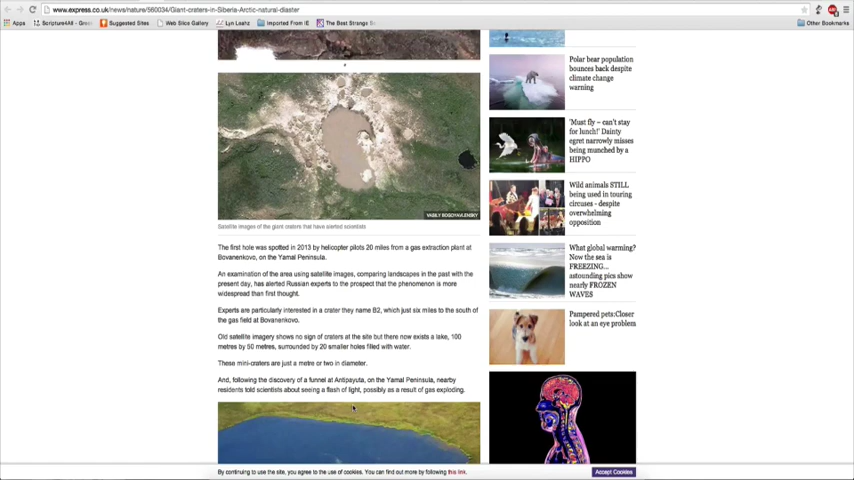 www.express.co.uk/news/nature/560034/Giant-craters-in-Siberia-Arctic-natural-diaster
Apps Scripture4All - Gree Suggested Sites Web Slice Gallery Lyn Leahz Imported From IE The Best Strange Sc Other Bookmarks
VASILY BOGOYAVLENSKY
Satellite images of the giant craters that have alerted scientists
The first hole was spotted in 2013 by helicopter pilots 20 miles from a gas extraction plant at
Bovanenkovo, on the Yamal Peninsula.
An examination of the area using satellite images, comparing landscapes in the past with the
present day, has alerted Russian experts to the prospect that the phenomenon is more
widespread than first thought.
Experts are particularly interested in a crater they name B2, which just six miles to the south of
the gas field at Bovanenkovo.
Old satellite imagery shows no sign of craters at the site but there now exists a lake, 100
metres by 50 metres, surrounded by 20 smaller holes filled with water.
These mini-craters are just a metre or two in diameter.
And, following the discovery of a funnel at Antipayuta, on the Yamal Peninsula, nearby
residents told scientists about seeing a flash of light, possibly as a result of gas exploding.
Polar bear population
bounces back despite
climate change
warning
'Must fly – can't stay
for lunch!' Dainty
egret narrowly misses
being munched by a
HIPPO
Wild animals STILL
being used in touring
circuses - despite
overwhelming
opposition
What global warming?
Now the sea is
FREEZING...
astounding pics show
nearly FROZEN
WAVES
Pampered pets:Closer
look at an eye problem
By continuing to use the site, you agree to the use of cookies. You can find out more by following this link.
Accept Cookies